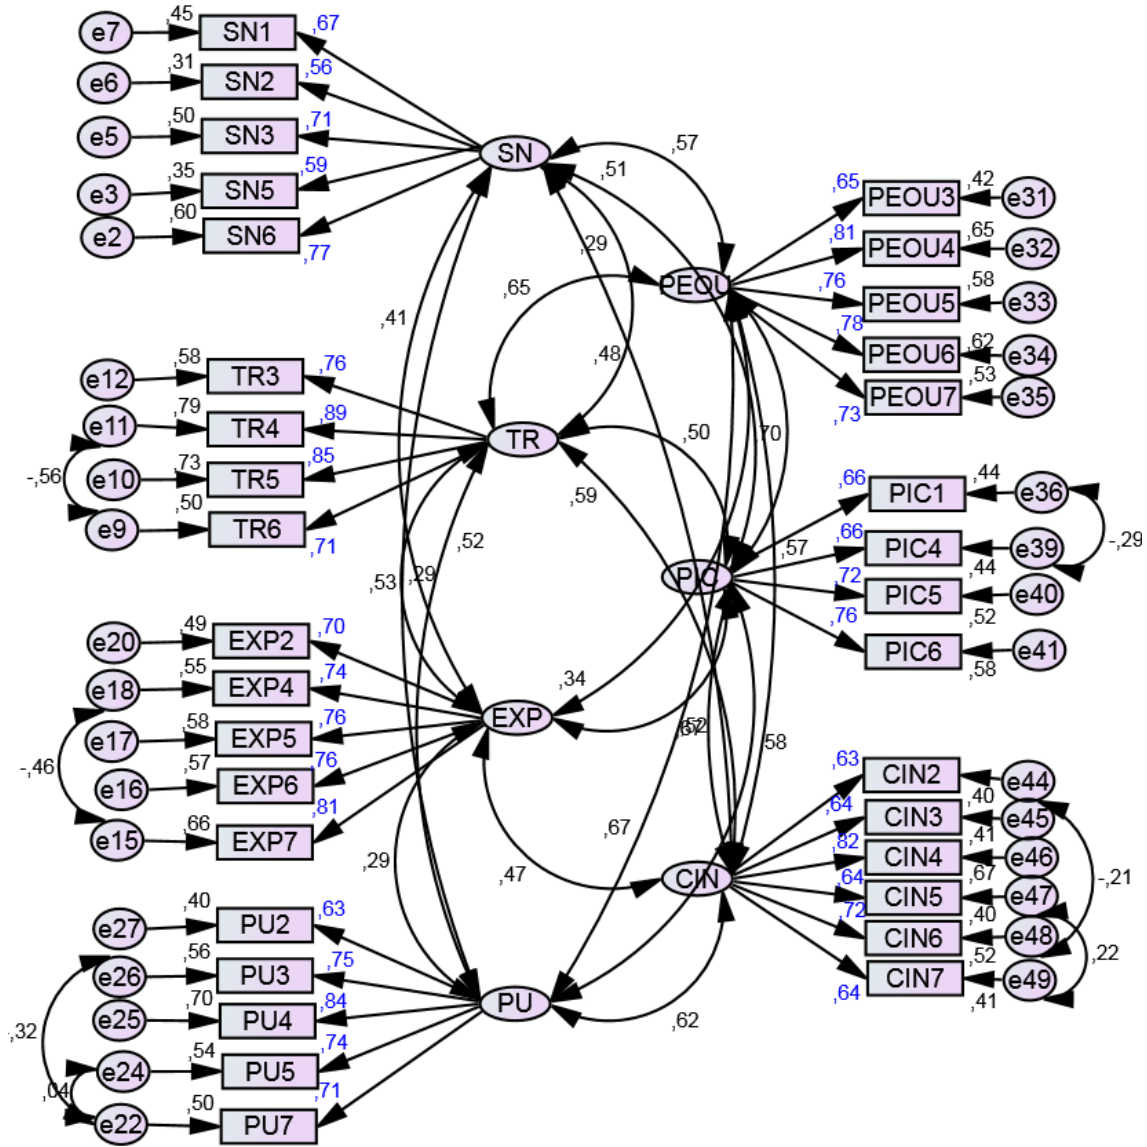 e7 ,45 SN1 ,67
e6 ,31 SN2 ,56
e5 ,50 SN3 ,71
e3 ,35 SN5 ,59
e2 ,60 SN6 ,77
SN
,57
,51
,29
,65
,48
,41
e12 ,58 TR3 ,76
e11 ,79 TR4 ,89
e10 ,73 TR5 ,85
e9 ,50 TR6 ,71
-,56
TR
,50
,70
,59
,57
,52
,53
,29
e20 ,49 EXP2 ,70
e18 ,55 EXP4 ,74
e17 ,58 EXP5 ,76
e16 ,57 EXP6 ,76
e15 ,66 EXP7 ,81
-,46
EXP
,34
,52
,58
,67
,47
,29
e27 ,40 PU2 ,63
e26 ,56 PU3 ,75
e25 ,70 PU4 ,84
e24 ,54 PU5 ,74
e22 ,50 PU7 ,71
,32
,04
PU
,62
PEOU
,65 PEOU3 ,42 e31
,81 PEOU4 ,65 e32
,76 PEOU5 ,58 e33
,78 PEOU6 ,62 e34
,73 PEOU7 ,53 e35
PIC
,66 PIC1 ,44 e36
,66 PIC4 ,44 e39
,72 PIC5 ,52 e40
,76 PIC6 ,58 e41
-,29
CIN
,63 CIN2 ,40 e44
,64 CIN3 ,41 e45
,82 CIN4 ,67 e46
,64 CIN5 ,40 e47
,72 CIN6 ,52 e48
,64 CIN7 ,41 e49
-,21
,22